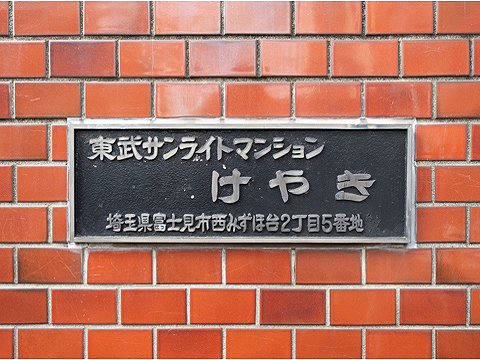 東武サンライトマンション
けやき
埼玉県富士見市西みずほ台2丁目5番地